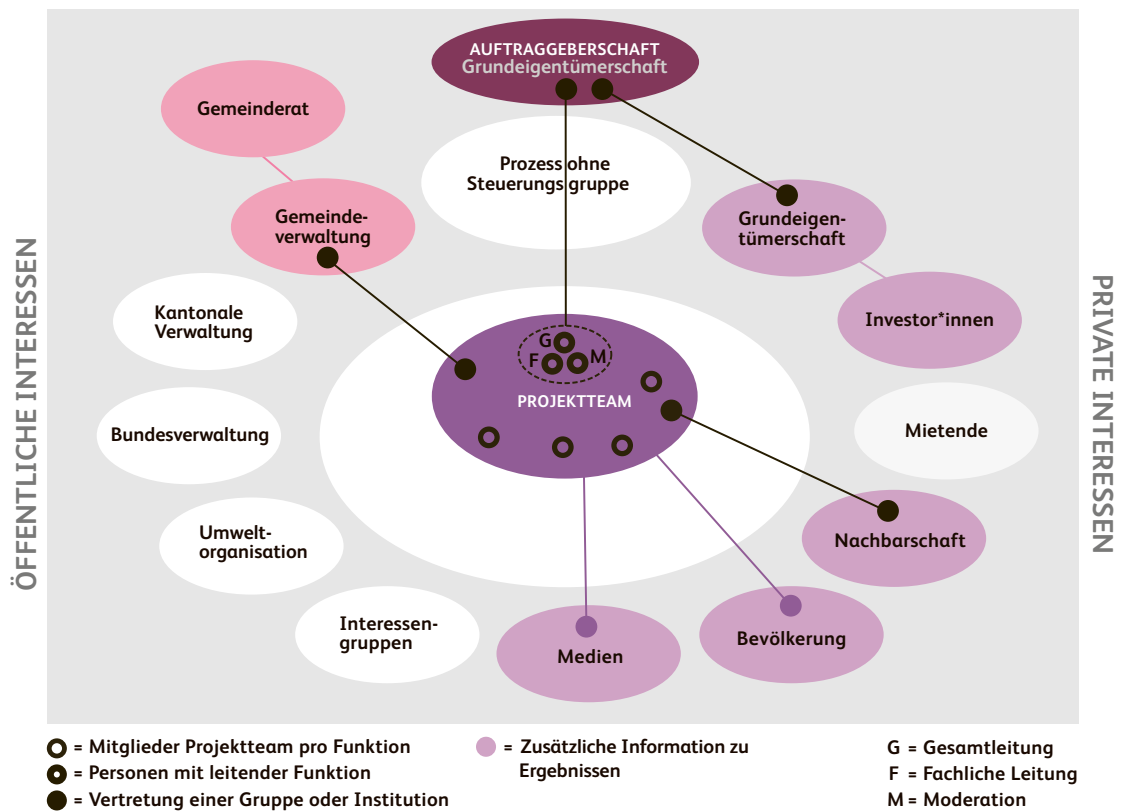 AUFTRAGGEBERSCHAFT
Grundeigentümerschaft
Gemeinderat
Prozess ohne
Steuerungsgruppe
Gemeinde-
verwaltung
Grundeigen-
tümerschaft
Kantonale
Verwaltung
Investor*innen
G
F
M
PROJEKTTEAM
Bundesverwaltung
Mietende
Umwelt-
organisation
Nachbarschaft
Interessen-
gruppen
Medien
Bevölkerung
ÖFFENTLICHE INTERESSEN
PRIVATE INTERESSEN
= Mitglieder Projektteam pro Funktion
= Personen mit leitender Funktion
= Vertretung einer Gruppe oder Institution
= Zusätzliche Information zu
Ergebnissen
G = Gesamtleitung
F = Fachliche Leitung
M = Moderation